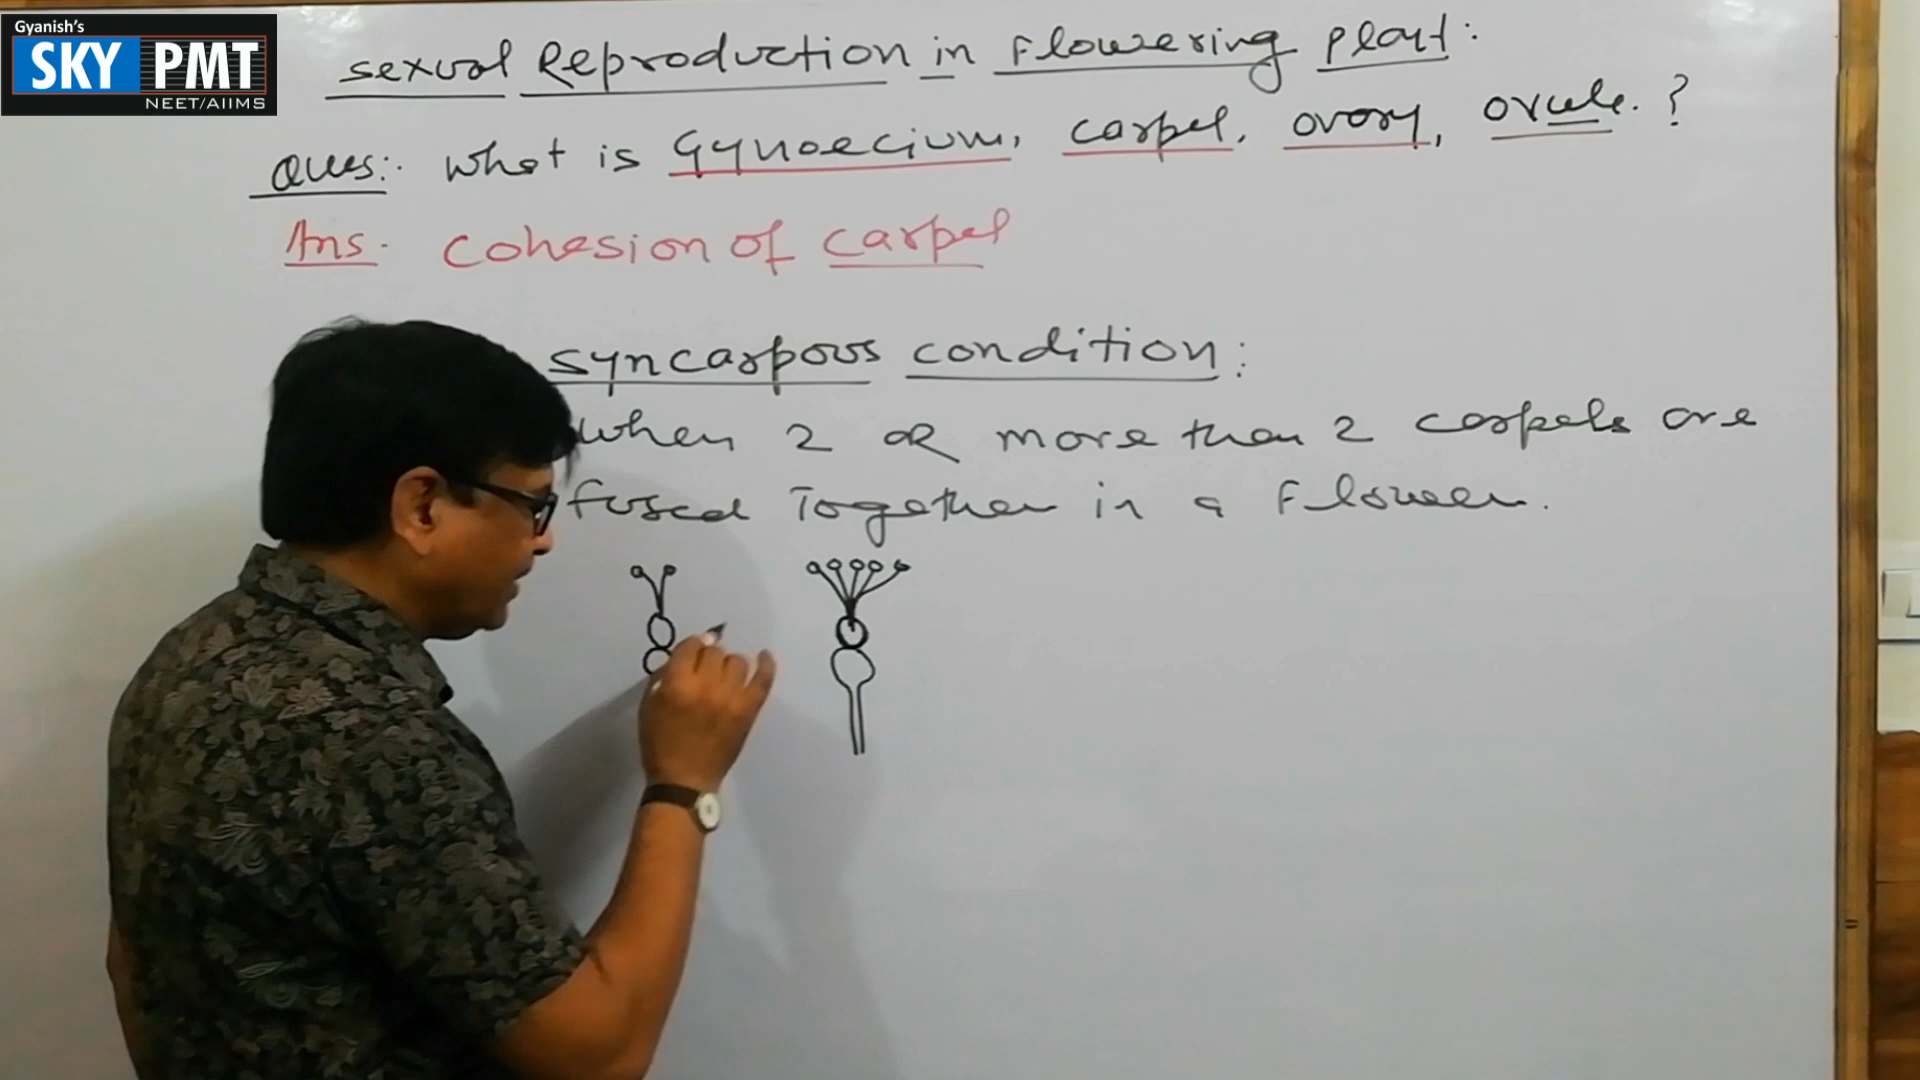 Gyanish's
SKY PMT
NEET/AIIMS
sexual Reproduction in Flowering plant:
Ques:. what is Gynoecium, carpel, ovary, ovule. ?
Ans. Cohesion of carpel
syncarpous condition:
when 2 OR more than 2 carpels are
fused Together in a Flower.